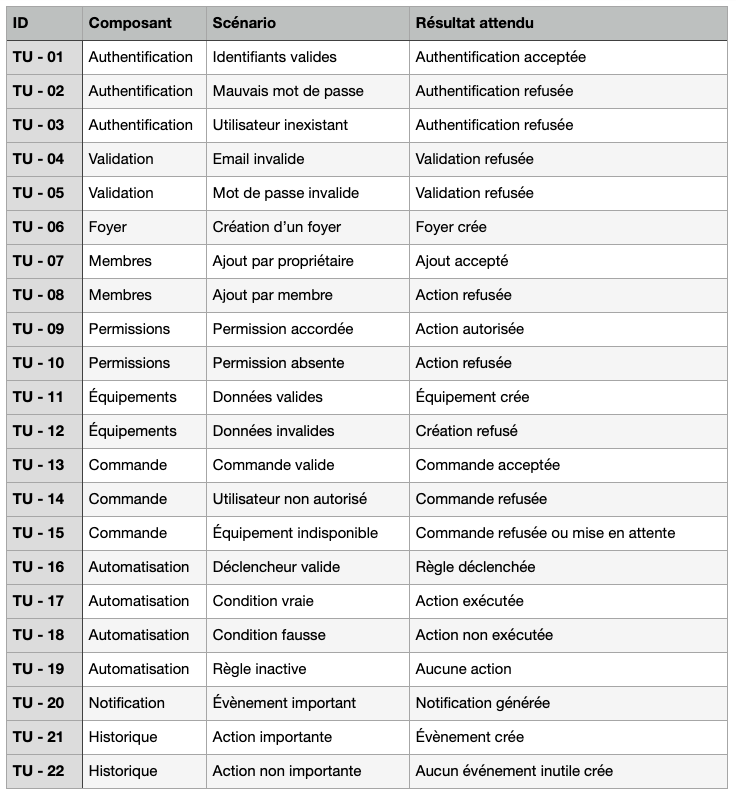 ID Composant Scénario Résultat attendu
TU - 01 Authentification Identifiants valides Authentification acceptée
TU - 02 Authentification Mauvais mot de passe Authentification refusée
TU - 03 Authentification Utilisateur inexistant Authentification refusée
TU - 04 Validation Email invalide Validation refusée
TU - 05 Validation Mot de passe invalide Validation refusée
TU - 06 Foyer Création d’un foyer Foyer crée
TU - 07 Membres Ajout par propriétaire Ajout accepté
TU - 08 Membres Ajout par membre Action refusée
TU - 09 Permissions Permission accordée Action autorisée
TU - 10 Permissions Permission absente Action refusée
TU - 11 Équipements Données valides Équipement crée
TU - 12 Équipements Données invalides Création refusé
TU - 13 Commande Commande valide Commande acceptée
TU - 14 Commande Utilisateur non autorisé Commande refusée
TU - 15 Commande Équipement indisponible Commande refusée ou mise en attente
TU - 16 Automatisation Déclencheur valide Règle déclenchée
TU - 17 Automatisation Condition vraie Action exécutée
TU - 18 Automatisation Condition fausse Action non exécutée
TU - 19 Automatisation Règle inactive Aucune action
TU - 20 Notification Évènement important Notification générée
TU - 21 Historique Action importante Évènement crée
TU - 22 Historique Action non importante Aucun événement inutile crée